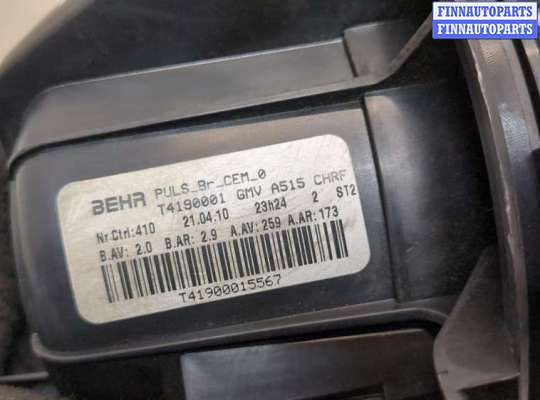 FINNAUTOPARTS
FINNAUTOPARTS
BEHR PULS_Br_CEM_0
T4190001 GMV A515 CHRF
Nr.Ctrl:410 21.04.10 23h24 2 ST2
B.AV: 2.0 B.AR: 2.9 A.AV:259 A.AR:173
T41900015567